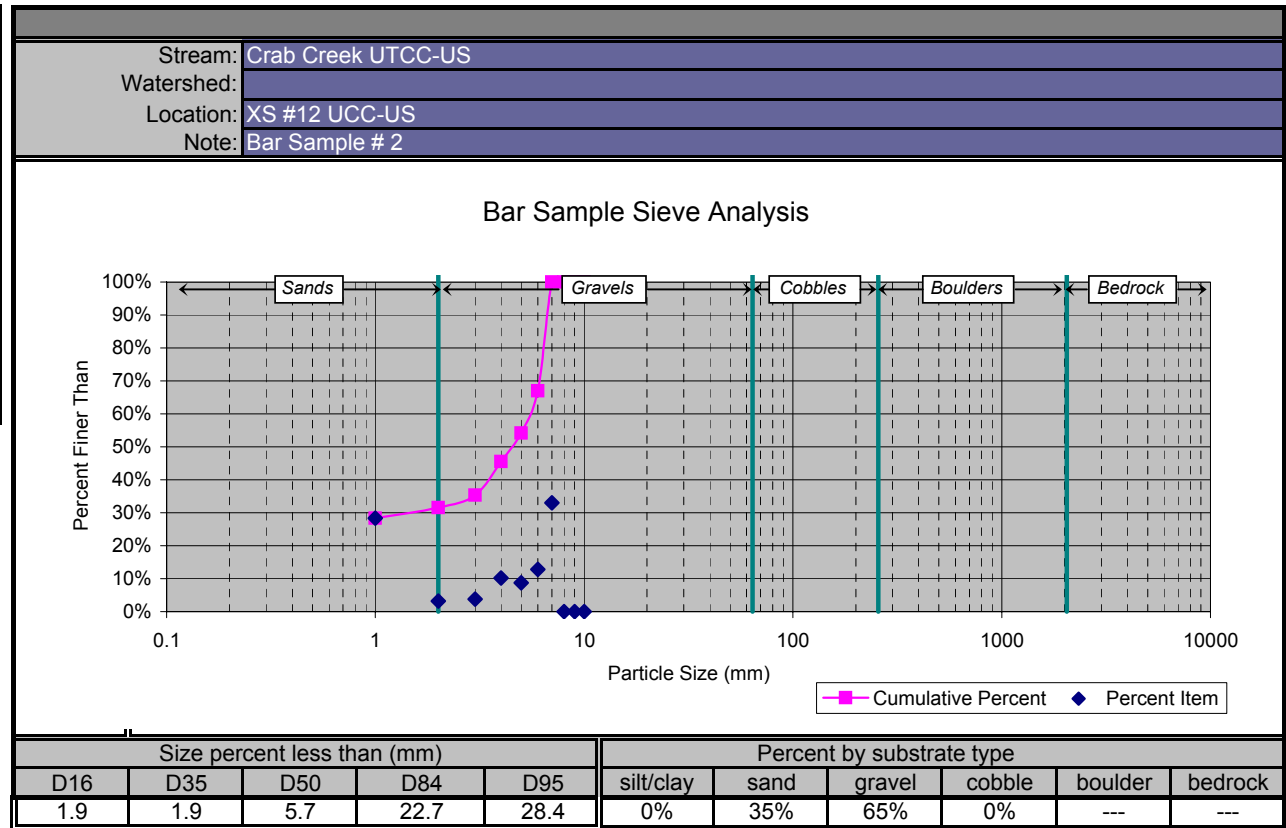 Stream: Crab Creek UTCC-US
Watershed:
Location: XS #12 UCC-US
Note: Bar Sample # 2
Bar Sample Sieve Analysis
Sands Gravels Cobbles Boulders Bedrock
100%
90%
80%
70%
60%
50%
40%
30%
20%
10%
0%
Percent Finer Than
0.1 1 10 100 1000 10000
Particle Size (mm)
Cumulative Percent Percent Item
Size percent less than (mm) Percent by substrate type
D16 D35 D50 D84 D95 silt/clay sand gravel cobble boulder bedrock
1.9 1.9 5.7 22.7 28.4 0% 35% 65% 0% --- ---